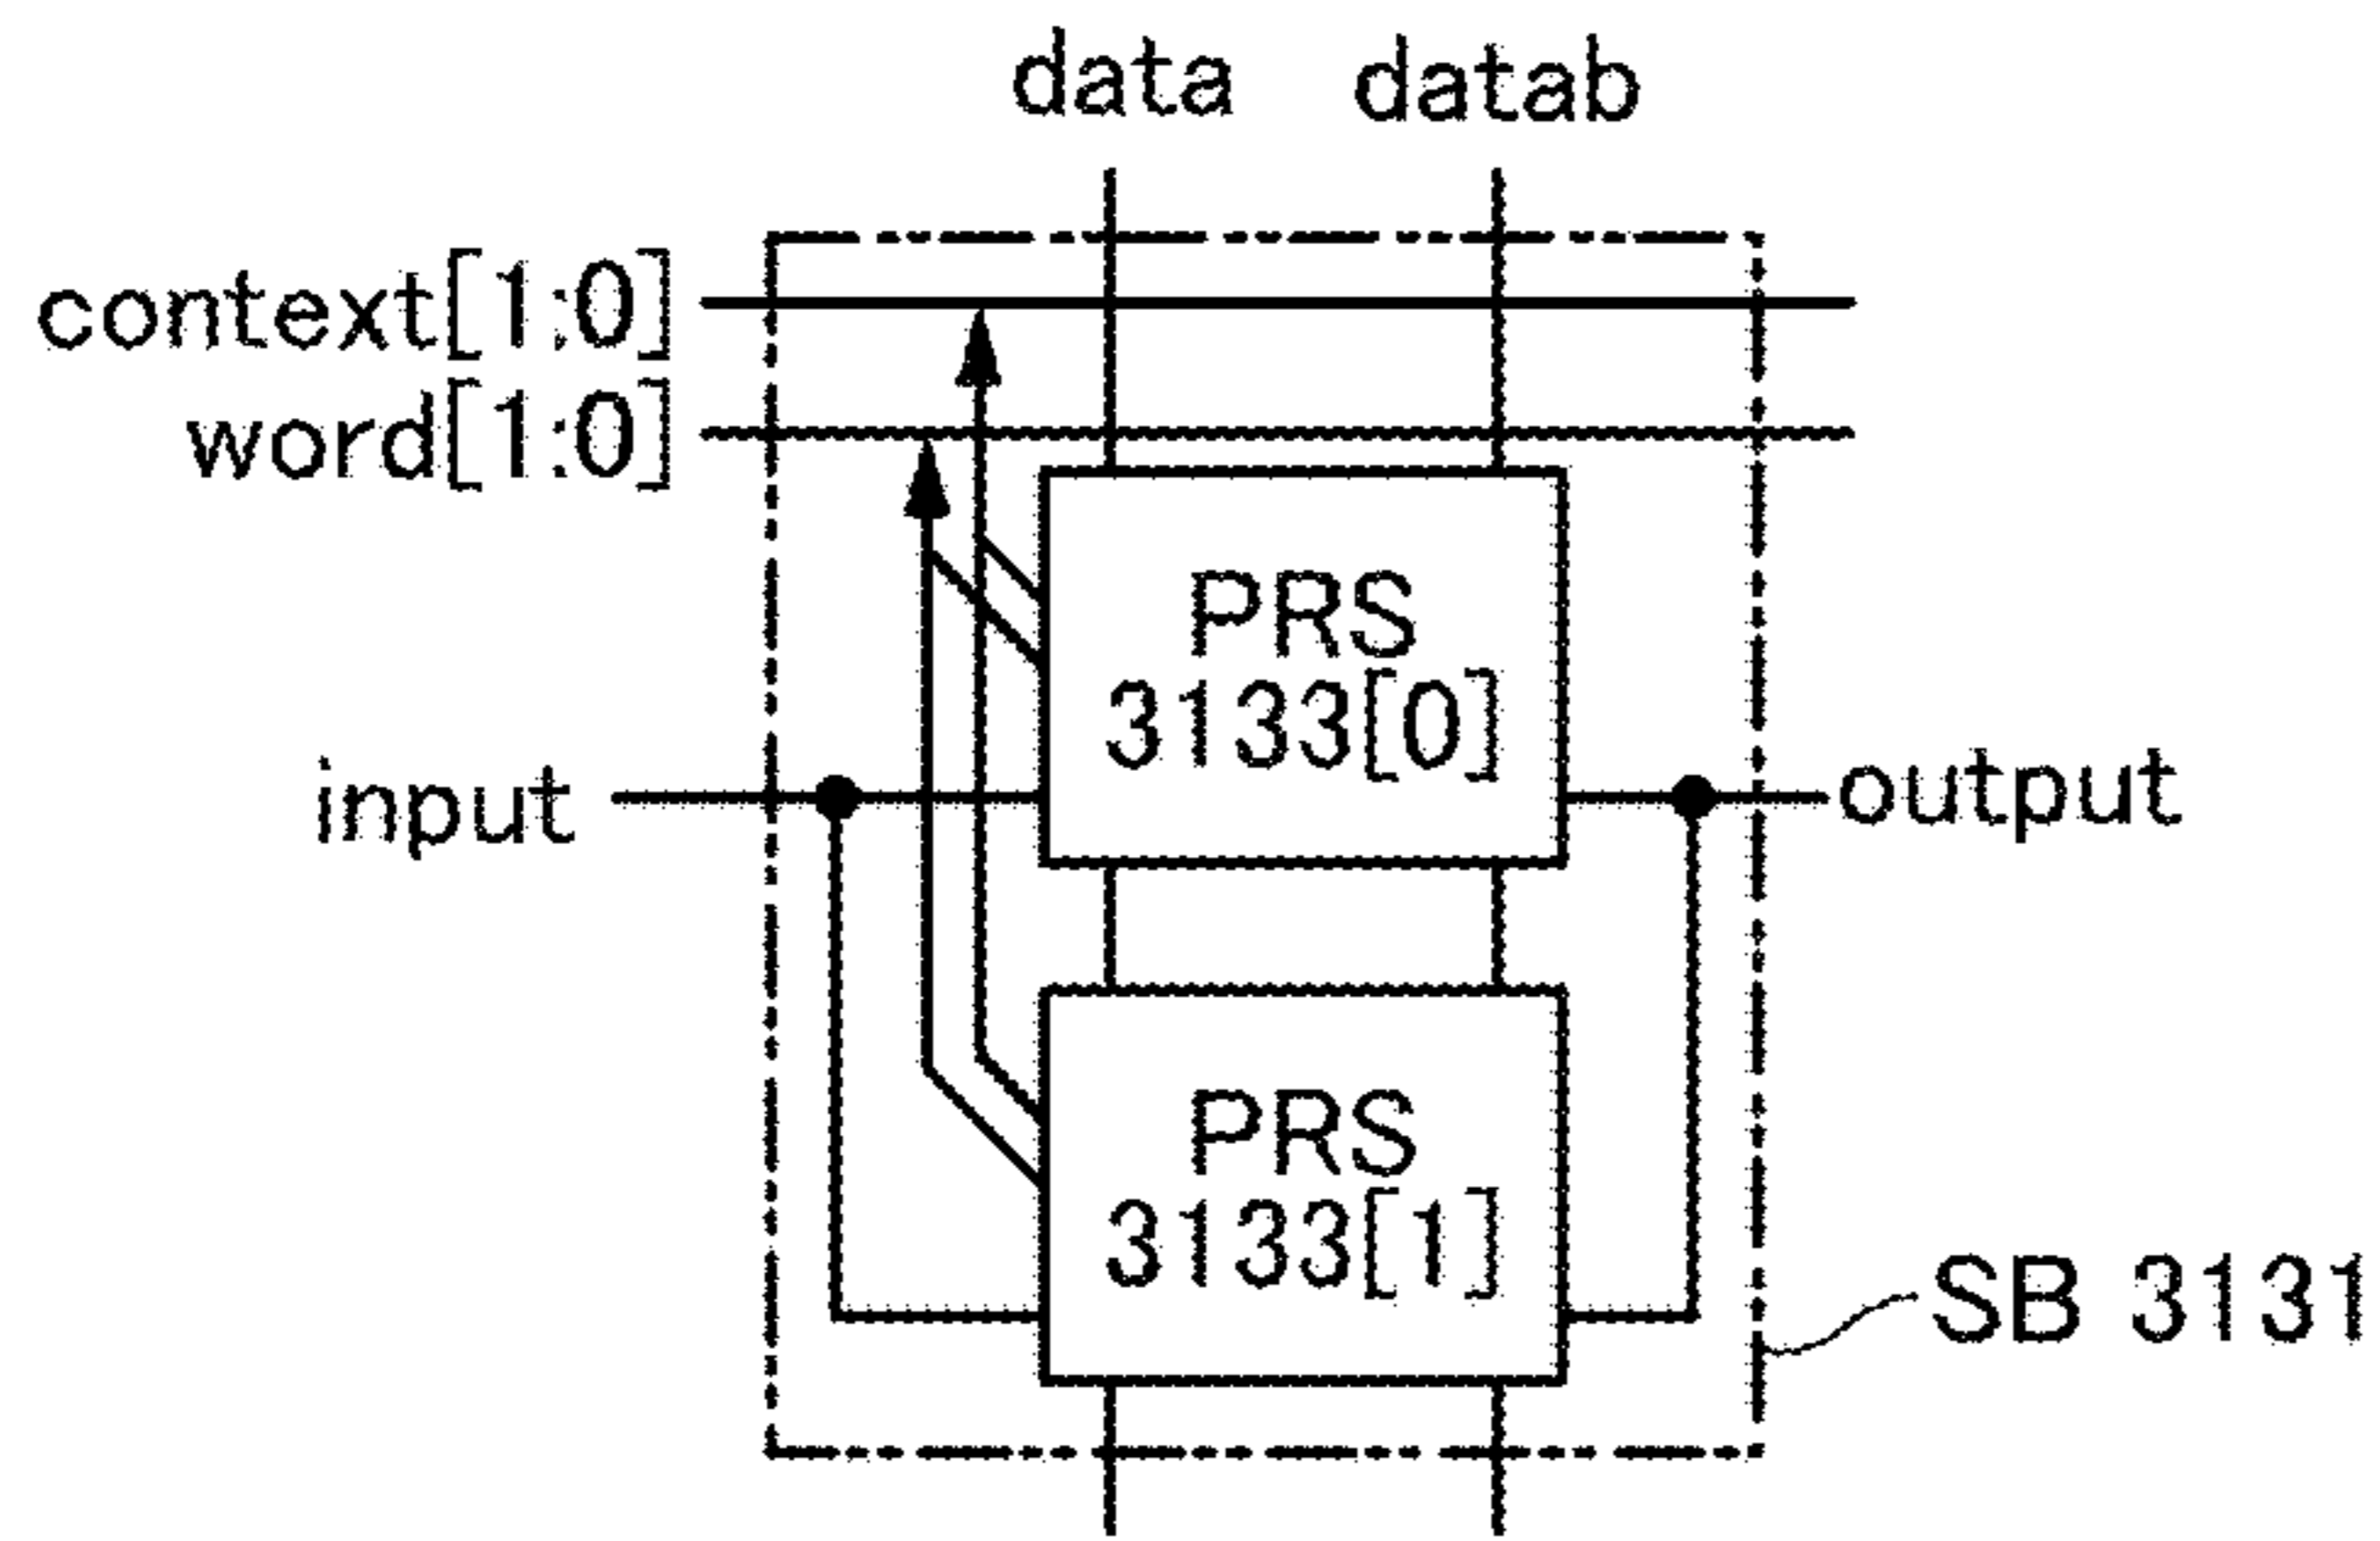 data datab
context[1:0]
word[1:0]
PRS
3133[0]
input
output
PRS
3133[1]
SB 3131